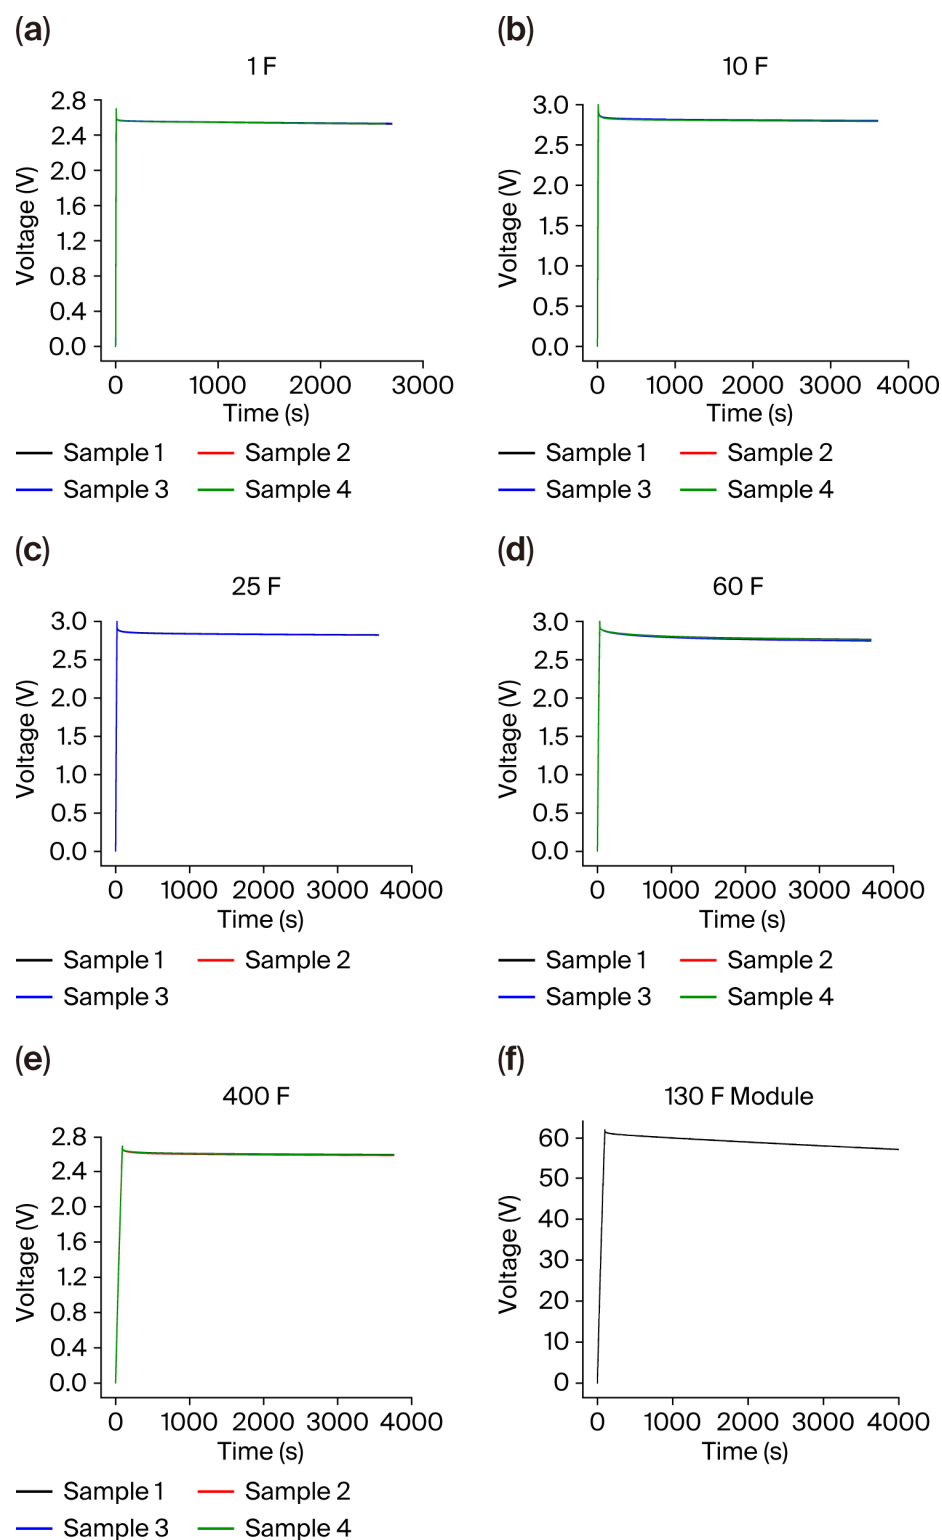 (a)
1 F
2.8
2.4
2.0
1.6
1.2
0.8
0.4
0.0
Voltage (V)
0 1000 2000 3000
Time (s)
Sample 1 Sample 2
Sample 3 Sample 4
(b)
10 F
3.0
2.5
2.0
1.5
1.0
0.5
0.0
Voltage (V)
0 1000 2000 3000 4000
Time (s)
Sample 1 Sample 2
Sample 3 Sample 4
(c)
25 F
3.0
2.5
2.0
1.5
1.0
0.5
0.0
Voltage (V)
0 1000 2000 3000 4000
Time (s)
Sample 1 Sample 2
Sample 3
(d)
60 F
3.0
2.5
2.0
1.5
1.0
0.5
0.0
Voltage (V)
0 1000 2000 3000 4000
Time (s)
Sample 1 Sample 2
Sample 3 Sample 4
(e)
400 F
2.8
2.4
2.0
1.6
1.2
0.8
0.4
0.0
Voltage (V)
0 1000 2000 3000 4000
Time (s)
Sample 1 Sample 2
Sample 3 Sample 4
(f)
130 F Module
60
50
40
30
20
10
0
Voltage (V)
0 1000 2000 3000 4000
Time (s)